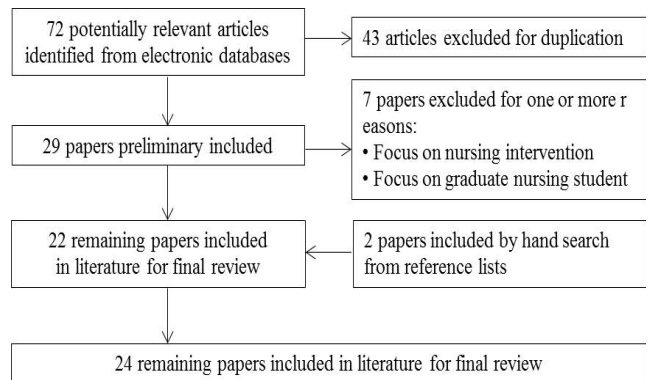 72 potentially relevant articles
identified from electronic databases
43 articles excluded for duplication
7 papers excluded for one or more r
easons:
• Focus on nursing intervention
• Focus on graduate nursing student
29 papers preliminary included
22 remaining papers included
in literature for final review
2 papers included by hand search
from reference lists
24 remaining papers included in literature for final review